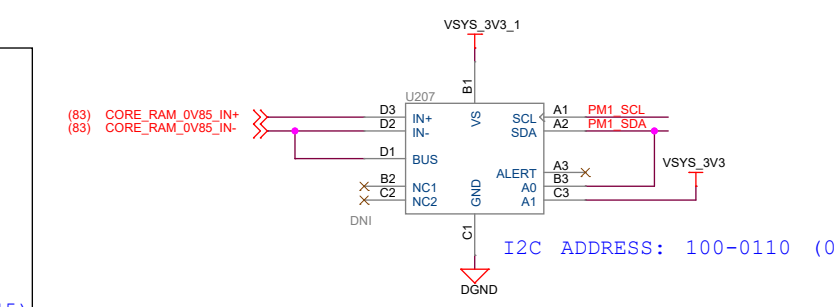 VSYS_3V3_1
B1
U207
(83) CORE_RAM_0V85_IN+
(83) CORE_RAM_0V85_IN-
D3 IN+ VS SCL A1 PM1_SCL
D2 IN- SDA A2 PM1_SDA
D1 BUS
ALERT A3 VSYS_3V3
B2 NC1 A0 B3
C2 NC2 GND A1 C3
DNI
C1
I2C ADDRESS: 100-0110 (0
DGND